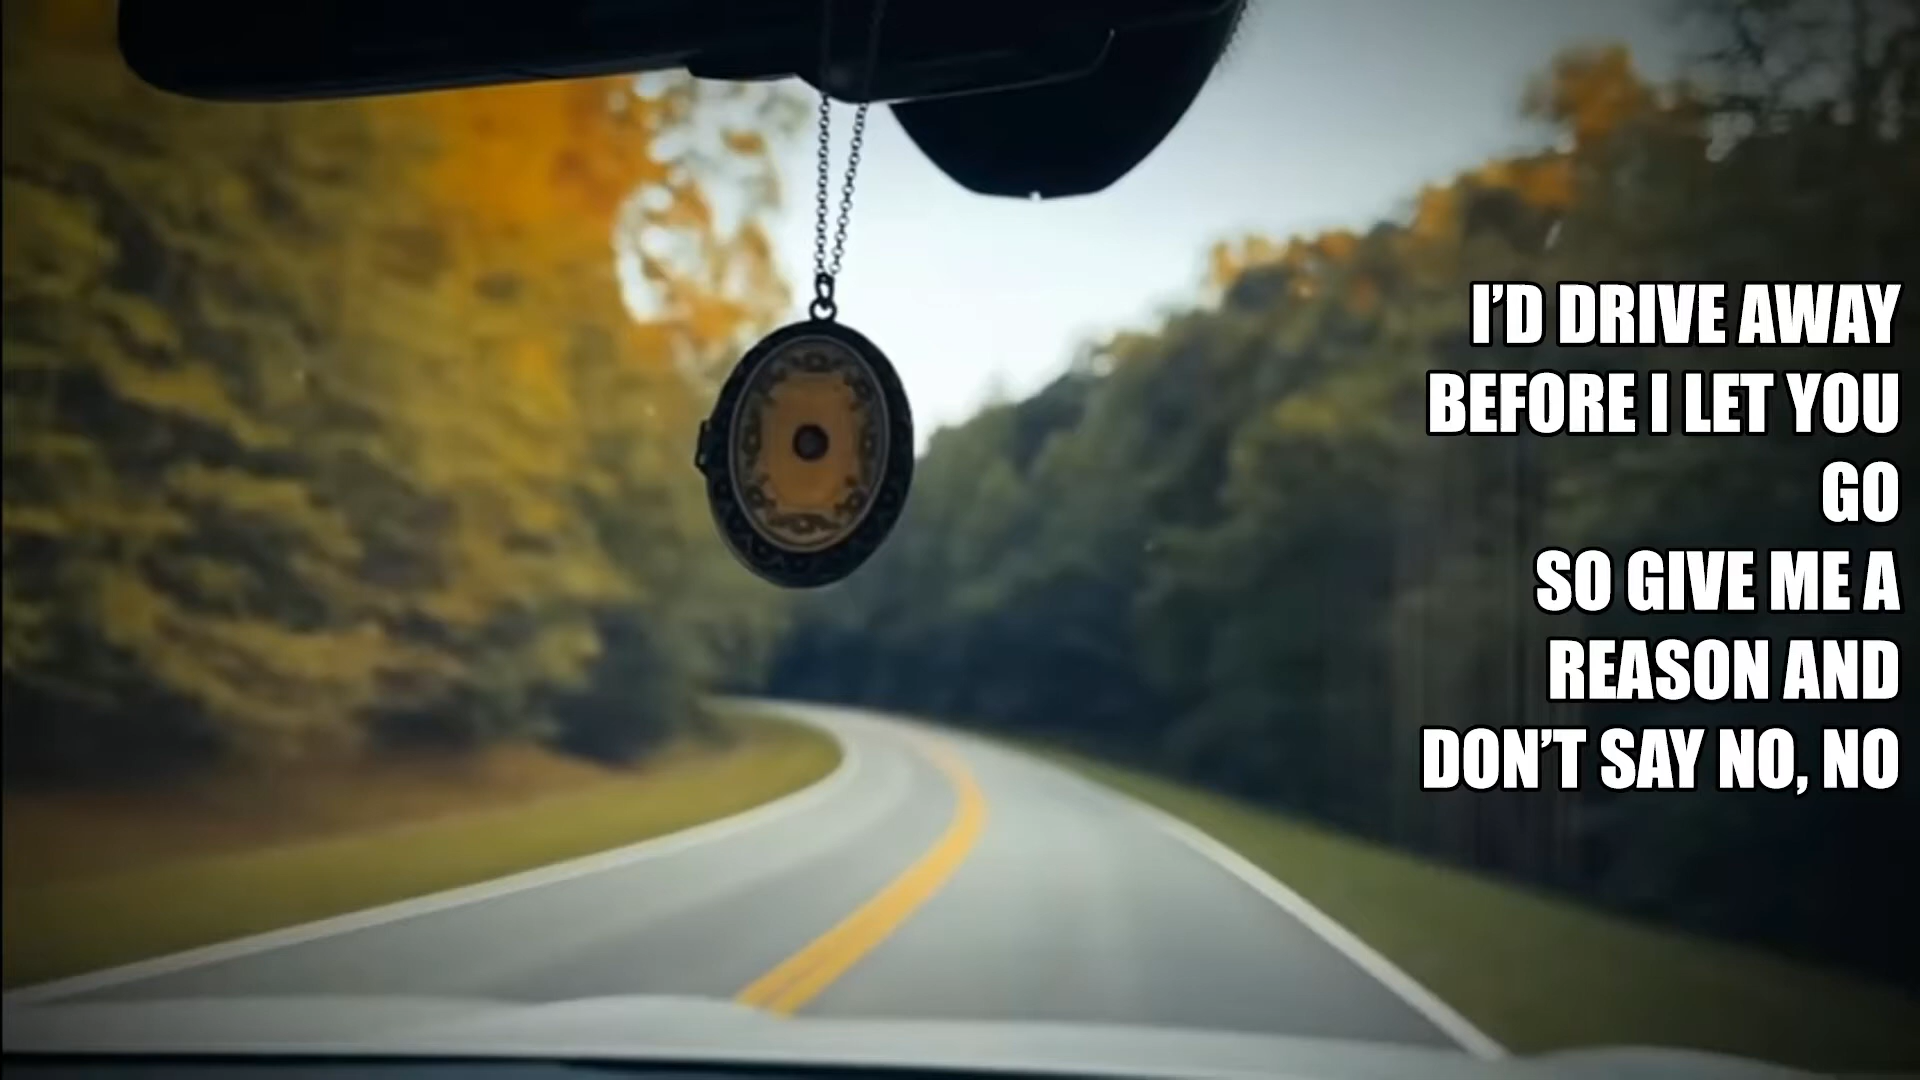 I'D DRIVE AWAY
BEFORE I LET YOU
GO
SO GIVE ME A
REASON AND
DON'T SAY NO, NO